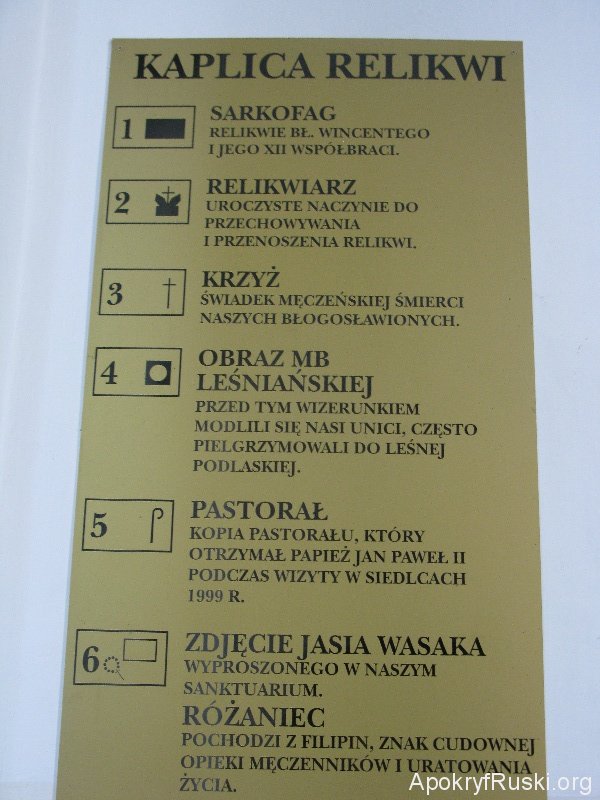 KAPLICA RELIKWI
1
SARKOFAG
RELIKWIE BŁ. WINCENTEGO
I JEGO XII WSPÓŁBRACI.
2
RELIKWIARZ
UROCZYSTE NACZYNIE DO
PRZECHOWYWANIA
I PRZENOSZENIA RELIKWI.
3
KRZYŻ
ŚWIADEK MĘCZEŃSKIEJ ŚMIERCI
NASZYCH BŁOGOSŁAWIONYCH.
4
OBRAZ MB
LEŚNIAŃSKIEJ
PRZED TYM WIZERUNKIEM
MODLILI SIĘ NASI UNICI, CZĘSTO
PIELGRZYMOWALI DO LEŚNEJ
PODLASKIEJ.
5
PASTORAŁ
KOPIA PASTORAŁU, KTÓRY
OTRZYMAŁ PAPIEŻ JAN PAWEŁ II
PODCZAS WIZYTY W SIEDLCACH
1999 R.
6
ZDJĘCIE JASIA WASAKA
WYPROSZONEGO W NASZYM
SANKTUARIUM.
RÓŻANIEC
POCHODZI Z FILIPIN, ZNAK CUDOWNEJ
OPIEKI MĘCZENNIKÓW I URATOWANIA
ŻYCIA.
ApokryfRuski.org